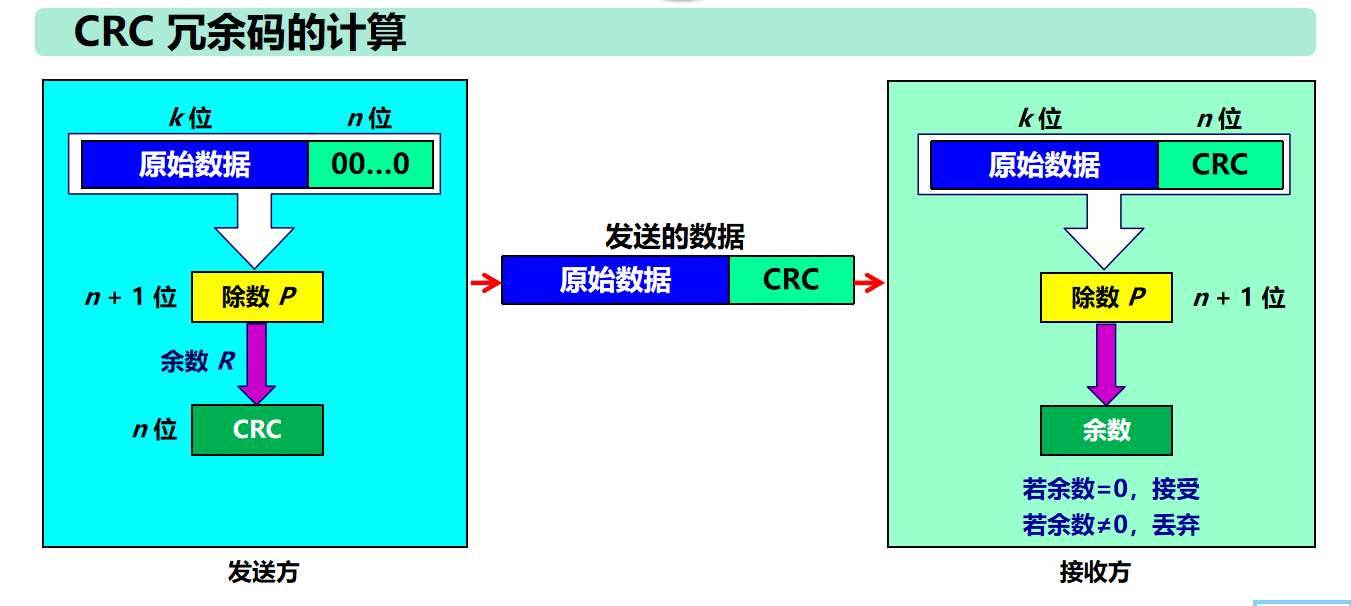 CRC 冗余码的计算
k 位
n 位
原始数据
00…0
n + 1 位
除数 P
余数 R
n 位
CRC
发送方
发送的数据
原始数据
CRC
k 位
n 位
原始数据
CRC
除数 P
n + 1 位
余数
若余数=0，接受
若余数≠0，丢弃
接收方